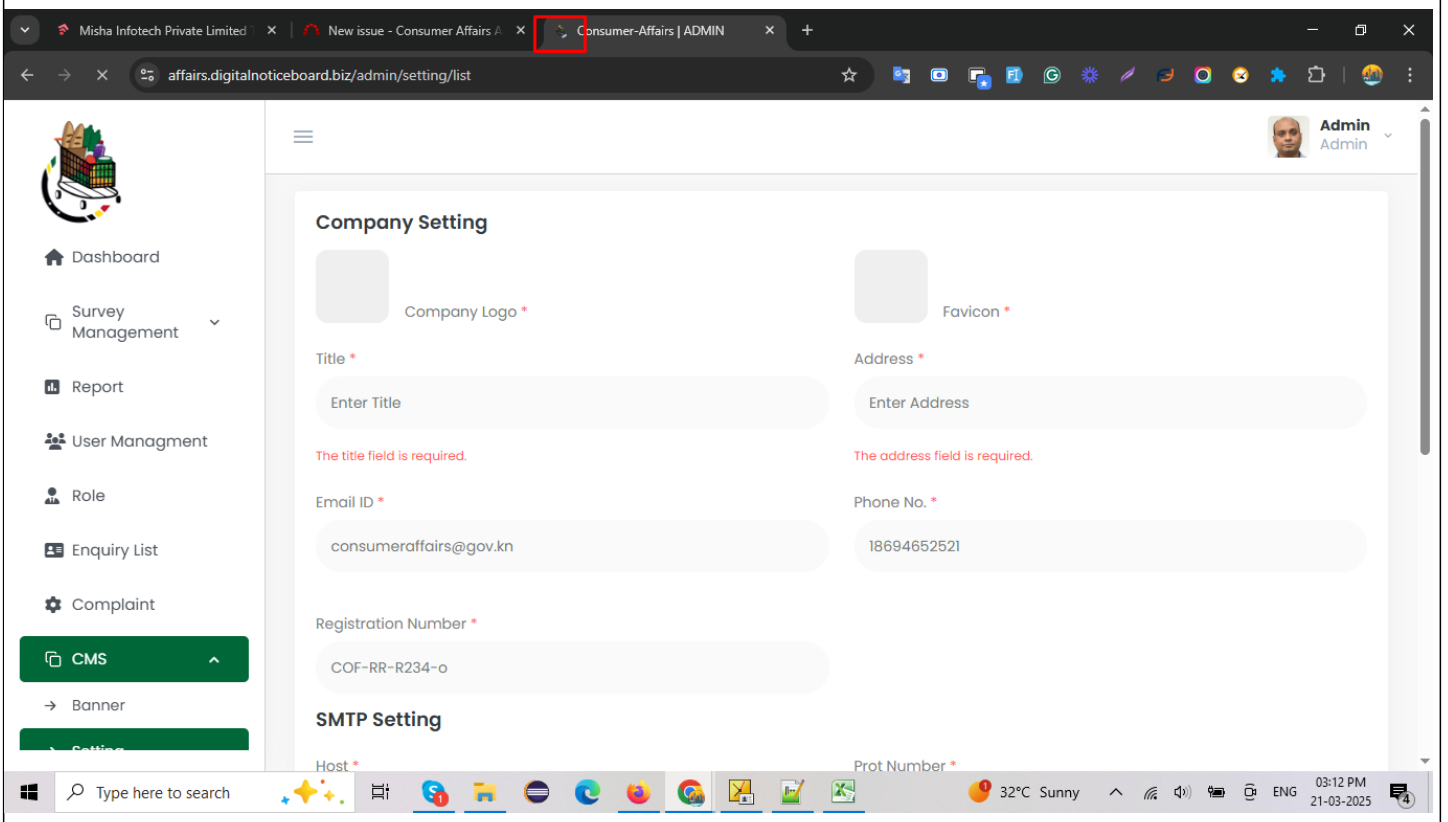 Misha Infotech Private Limited
New issue - Consumer Affairs A
Consumer-Affairs | ADMIN
affairs.digitalnoticeboard.biz/admin/setting/list
Admin
Admin
Dashboard
Survey
Management
Report
User Managment
Role
Enquiry List
Complaint
CMS
Banner
Setting
Company Setting
Company Logo *
Favicon *
Title *
Address *
Enter Title
Enter Address
The title field is required.
The address field is required.
Email ID *
Phone No. *
consumeraffairs@gov.kn
18694652521
Registration Number *
COF-RR-R234-o
SMTP Setting
Host *
Prot Number *
Type here to search
32°C Sunny
ENG
03:12 PM
21-03-2025